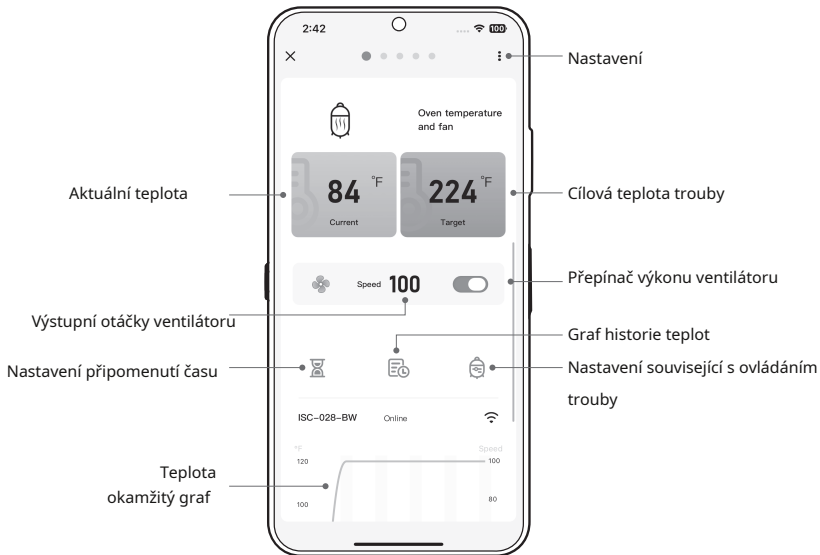 2:42
100
Nastavení
Oven temperature
and fan
Aktuální teplota
84 °F
Current
224 °F
Target
Cílová teplota trouby
Speed 100
Přepínač výkonu ventilátoru
Výstupní otáčky ventilátoru
Graf historie teplot
Nastavení připomenutí času
Nastavení související s ovládáním
trouby
ISC-028-BW Online
°F Speed
120 100
Teplota
okamžitý graf
100 80